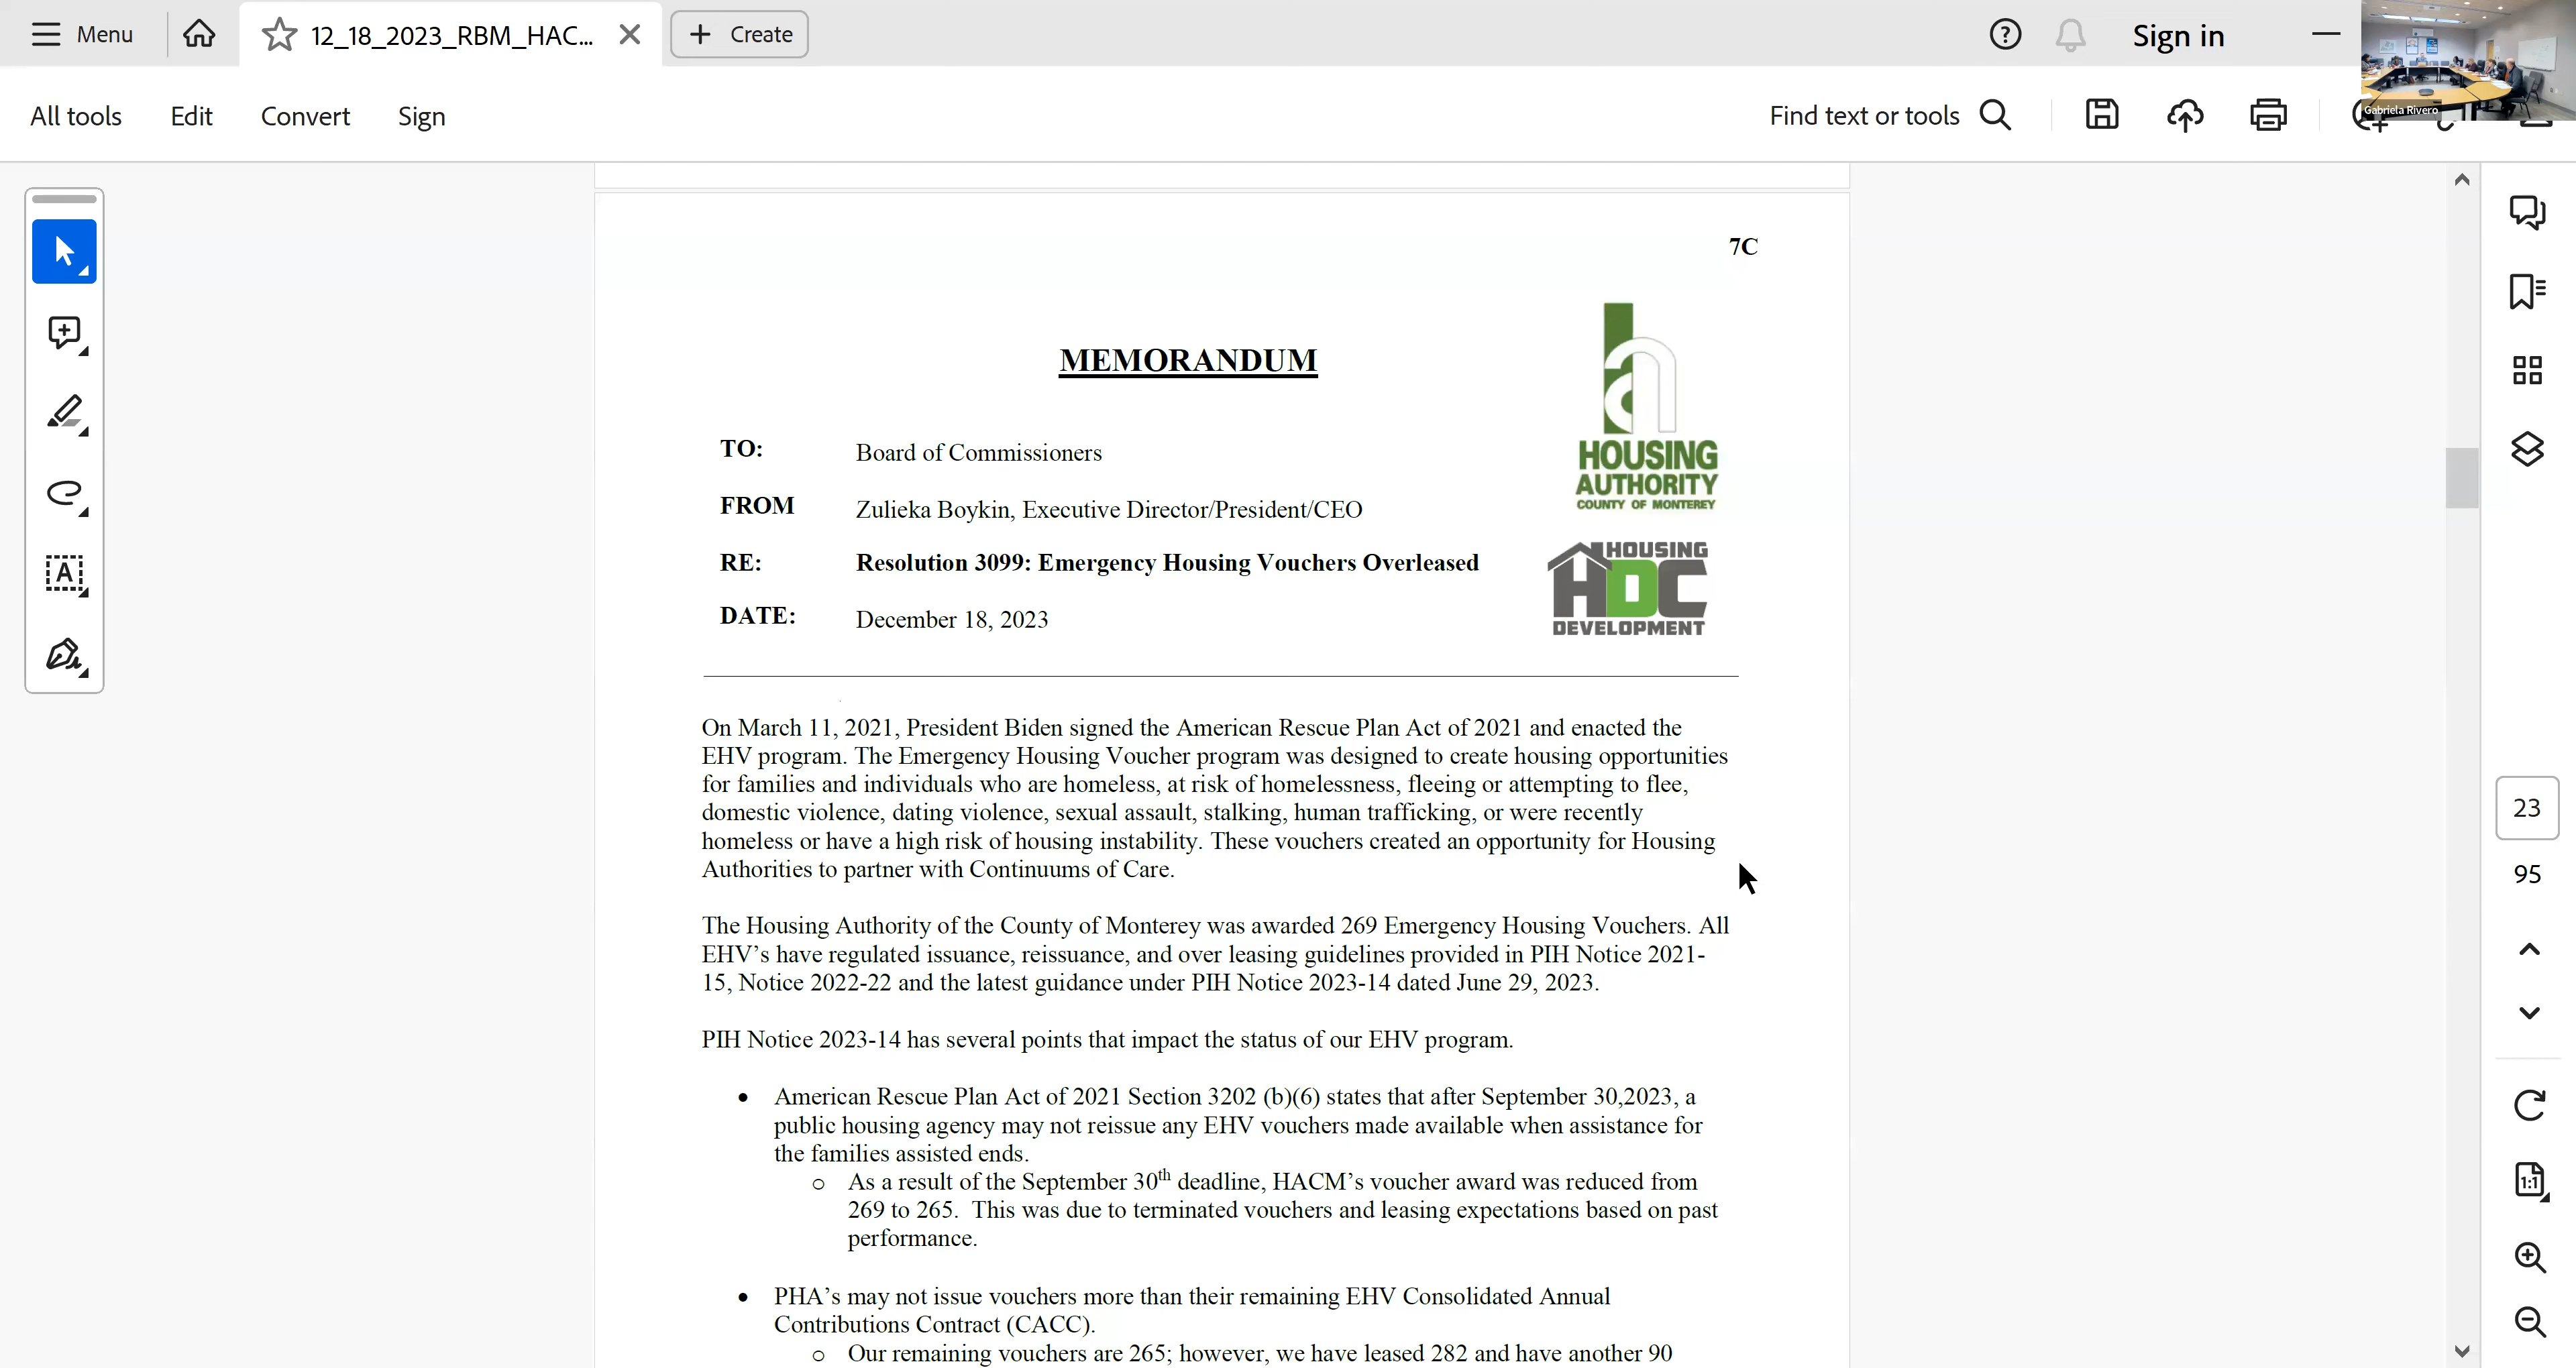 Menu
12_18_2023_RBM_HAC...
Create
Sign in
Gabriela Rivero
All tools
Edit
Convert
Sign
Find text or tools
7C
MEMORANDUM
HOUSING
AUTHORITY
COUNTY OF MONTEREY
TO: Board of Commissioners
FROM Zulieka Boykin, Executive Director/President/CEO
RE: Resolution 3099: Emergency Housing Vouchers Overleased
DATE: December 18, 2023
HOUSING
HDC
DEVELOPMENT
On March 11, 2021, President Biden signed the American Rescue Plan Act of 2021 and enacted the
EHV program. The Emergency Housing Voucher program was designed to create housing opportunities
for families and individuals who are homeless, at risk of homelessness, fleeing or attempting to flee,
domestic violence, dating violence, sexual assault, stalking, human trafficking, or were recently
homeless or have a high risk of housing instability. These vouchers created an opportunity for Housing
Authorities to partner with Continuums of Care.
The Housing Authority of the County of Monterey was awarded 269 Emergency Housing Vouchers. All
EHV's have regulated issuance, reissuance, and over leasing guidelines provided in PIH Notice 2021-
15, Notice 2022-22 and the latest guidance under PIH Notice 2023-14 dated June 29, 2023.
PIH Notice 2023-14 has several points that impact the status of our EHV program.
• American Rescue Plan Act of 2021 Section 3202 (b)(6) states that after September 30,2023, a
public housing agency may not reissue any EHV vouchers made available when assistance for
the families assisted ends.
o As a result of the September 30th deadline, HACM's voucher award was reduced from
269 to 265. This was due to terminated vouchers and leasing expectations based on past
performance.
• PHA's may not issue vouchers more than their remaining EHV Consolidated Annual
Contributions Contract (CACC).
o Our remaining vouchers are 265; however, we have leased 282 and have another 90
23
95
1:1